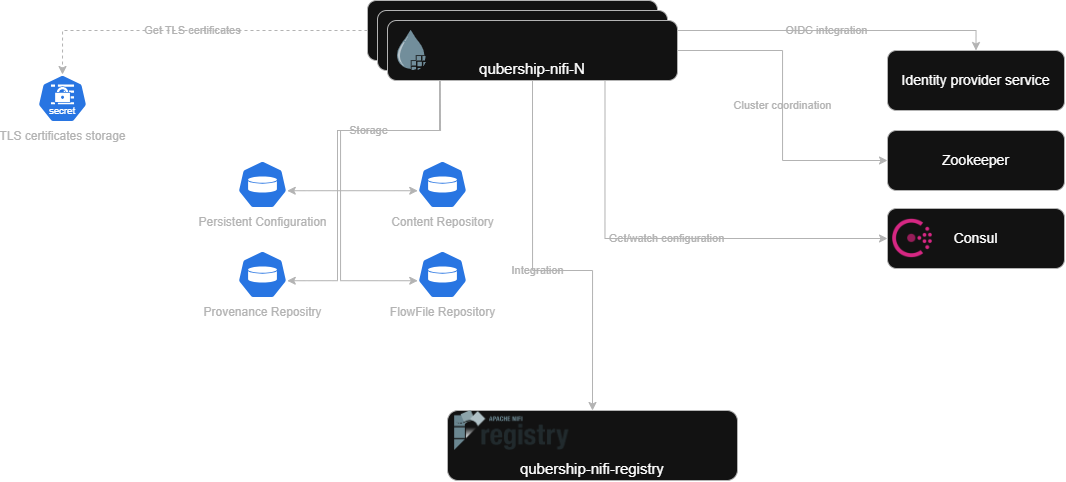 Get TLS certificates
OIDC integration
qubership-nifi-N
Identity provider service
secret
Cluster coordination
TLS certificates storage
Storage
Zookeeper
Persistent Configuration
Content Repository
Get/watch configuration
Consul
Integration
Provenance Repositry
FlowFile Repository
APACHE NIFI
registry
qubership-nifi-registry